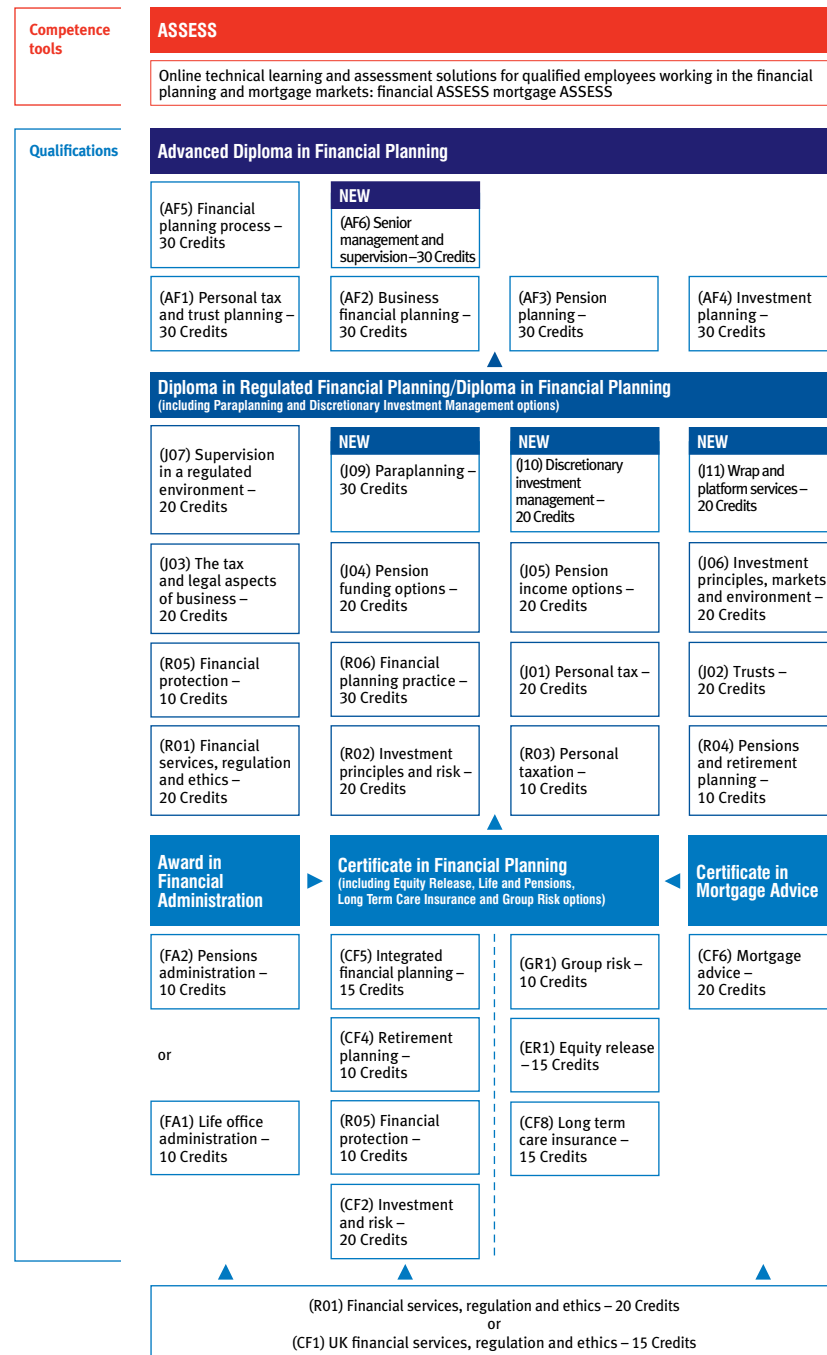 Competence
tools
ASSESS
Online technical learning and assessment solutions for qualified employees working in the financial
planning and mortgage markets: financial ASSESS mortgage ASSESS
Qualifications
Advanced Diploma in Financial Planning
(AF5) Financial
planning process –
30 Credits
NEW
(AF6) Senior
management and
supervision –30 Credits
(AF1) Personal tax
and trust planning –
30 Credits
(AF2) Business
financial planning –
30 Credits
(AF3) Pension
planning –
30 Credits
(AF4) Investment
planning –
30 Credits
Diploma in Regulated Financial Planning/Diploma in Financial Planning
(including Paraplanning and Discretionary Investment Management options)
(J07) Supervision
in a regulated
environment –
20 Credits
NEW
(J09) Paraplanning –
30 Credits
NEW
(J10) Discretionary
investment
management –
20 Credits
NEW
(J11) Wrap and
platform services –
20 Credits
(J03) The tax
and legal aspects
of business –
20 Credits
(J04) Pension
funding options –
20 Credits
(J05) Pension
income options –
20 Credits
(J06) Investment
principles, markets
and environment –
20 Credits
(R05) Financial
protection –
10 Credits
(R06) Financial
planning practice –
30 Credits
(J01) Personal tax –
20 Credits
(J02) Trusts –
20 Credits
(R01) Financial
services, regulation
and ethics –
20 Credits
(R02) Investment
principles and risk –
20 Credits
(R03) Personal
taxation –
10 Credits
(R04) Pensions
and retirement
planning –
10 Credits
Award in
Financial
Administration
Certificate in Financial Planning
(including Equity Release, Life and Pensions,
Long Term Care Insurance and Group Risk options)
Certificate in
Mortgage Advice
(FA2) Pensions
administration –
10 Credits
or
(FA1) Life office
administration –
10 Credits
(CF5) Integrated
financial planning –
15 Credits
(CF4) Retirement
planning –
10 Credits
(R05) Financial
protection –
10 Credits
(CF2) Investment
and risk –
20 Credits
(GR1) Group risk –
10 Credits
(ER1) Equity release
–15 Credits
(CF8) Long term
care insurance –
15 Credits
(CF6) Mortgage
advice –
20 Credits
(R01) Financial services, regulation and ethics – 20 Credits
or
(CF1) UK financial services, regulation and ethics – 15 Credits